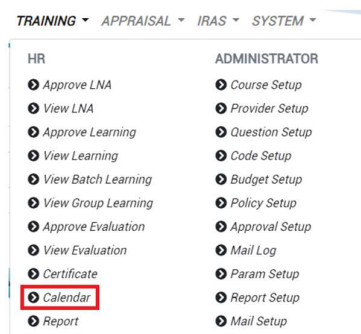 TRAINING APPRAISAL IRAS SYSTEM
HR
Approve LNA
View LNA
Approve Learning
View Learning
View Batch Learning
View Group Learning
Approve Evaluation
View Evaluation
Certificate
Calendar
Report
ADMINISTRATOR
Course Setup
Provider Setup
Question Setup
Code Setup
Budget Setup
Policy Setup
Approval Setup
Mail Log
Param Setup
Report Setup
Mail Setup